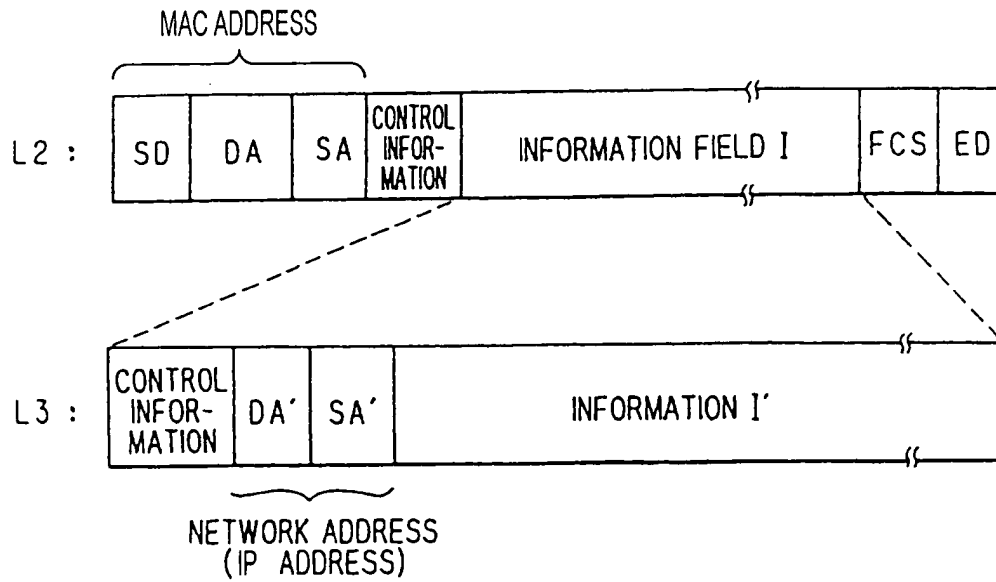 MAC ADDRESS
L2 : SD DA SA CONTROL INFOR- MATION INFORMATION FIELD I FCS ED
L3 : CONTROL INFOR- MATION DA´ SA´ INFORMATION I´
NETWORK ADDRESS
(IP ADDRESS)